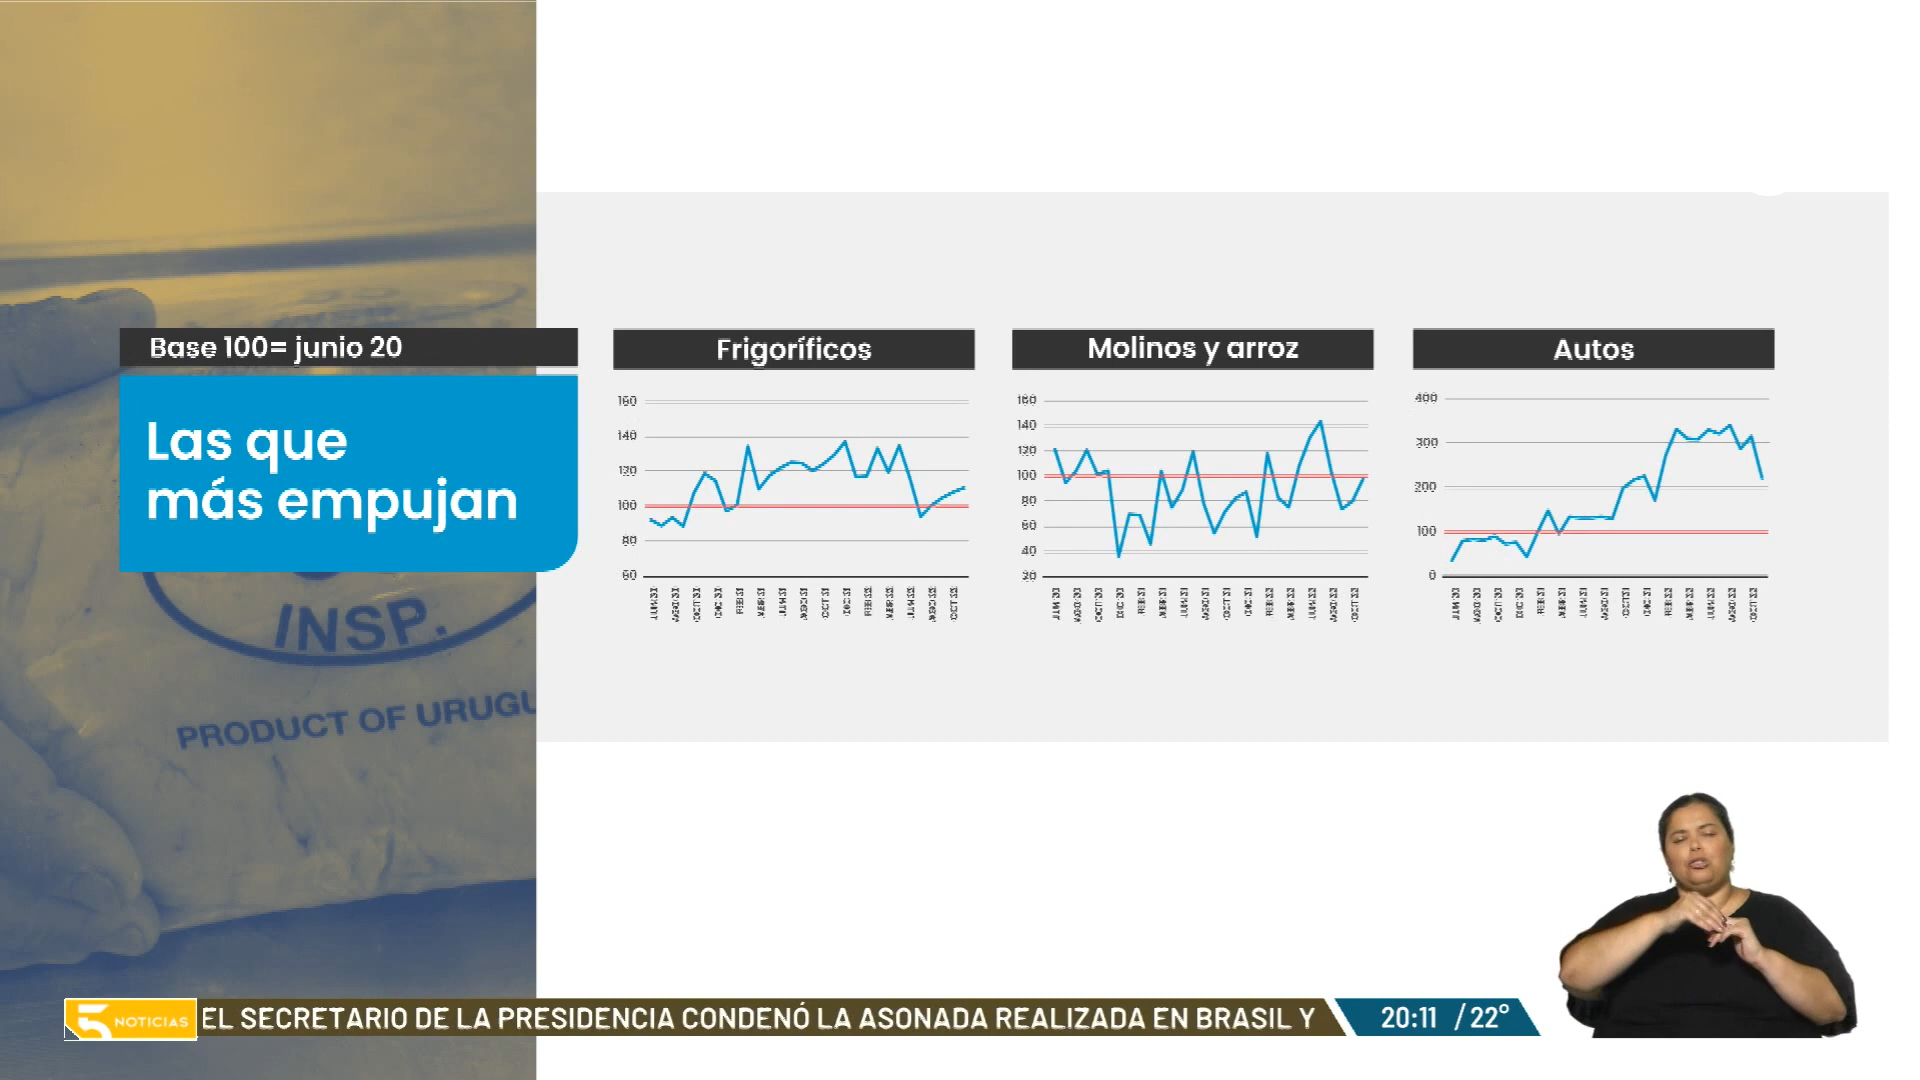 Base 100= junio 20
Las que
más empujan
INSP.
PRODUCT OF URUGU
Frigoríficos
160
140
120
100
80
60
Molinos y arroz
160
140
120
100
80
60
40
20
Autos
400
300
200
100
0
5 NOTICIAS
EL SECRETARIO DE LA PRESIDENCIA CONDENÓ LA ASONADA REALIZADA EN BRASIL Y
20:11 / 22°